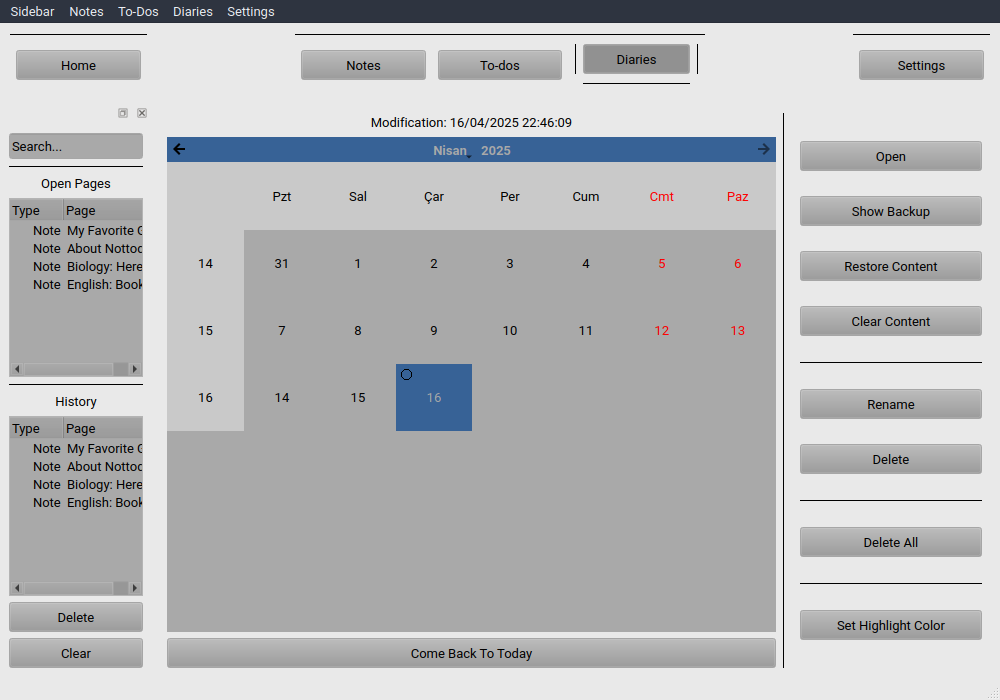 Sidebar Notes To-Dos Diaries Settings
Home Notes To-dos Diaries Settings
Search...
Open Pages
Type Page
Note My Favorite
Note About Nottoc
Note Biology: Here
Note English: Book
History
Type Page
Note My Favorite
Note About Nottoc
Note Biology: Here
Note English: Book
Delete
Clear
Modification: 16/04/2025 22:46:09
Nisan 2025
Pzt Sal Çar Per Cum Cmt Paz
14 31 1 2 3 4 5 6
15 7 8 9 10 11 12 13
16 14 15 16
Come Back To Today
Open
Show Backup
Restore Content
Clear Content
Rename
Delete
Delete All
Set Highlight Color